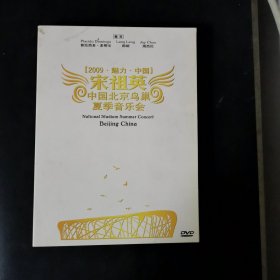 嘉宾
Placido Domingo Lang Lang Jay Chou
普拉西多·多明戈 郎朗 周杰伦
【2009·魅力·中国】
宋祖英
中国北京鸟巢
夏季音乐会
National Stadium Summer Concert
Beijing China
DVD